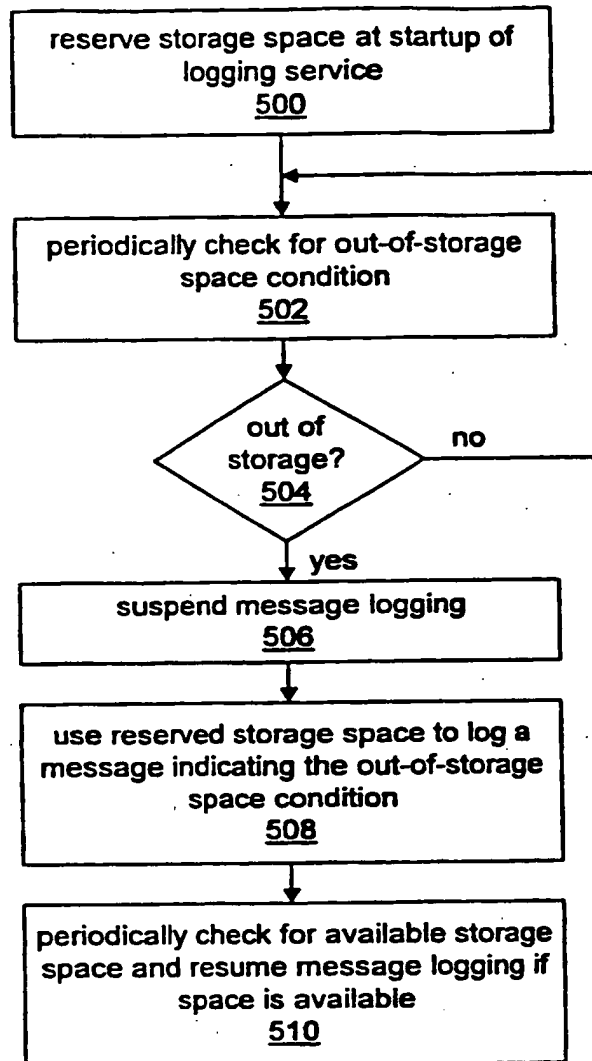 reserve storage space at startup of
logging service
500
periodically check for out-of-storage
space condition
502
out of
storage?
504
no
yes
suspend message logging
506
use reserved storage space to log a
message indicating the out-of-storage
space condition
508
periodically check for available storage
space and resume message logging if
space is available
510